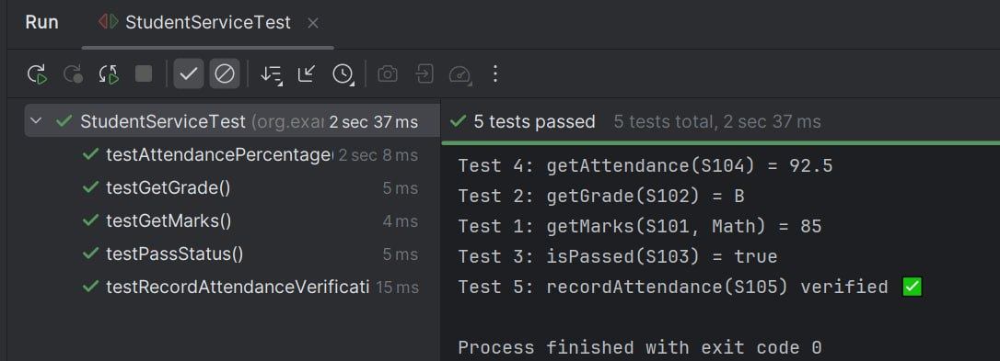 Run StudentServiceTest
StudentServiceTest (org.exar 2 sec 37 ms
testAttendancePercentage( 2 sec 8 ms
testGetGrade() 5 ms
testGetMarks() 4 ms
testPassStatus() 5 ms
testRecordAttendanceVerificati 15 ms
5 tests passed 5 tests total, 2 sec 37 ms
Test 4: getAttendance(S104) = 92.5
Test 2: getGrade(S102) = B
Test 1: getMarks(S101, Math) = 85
Test 3: isPassed(S103) = true
Test 5: recordAttendance(S105) verified ✅
Process finished with exit code 0